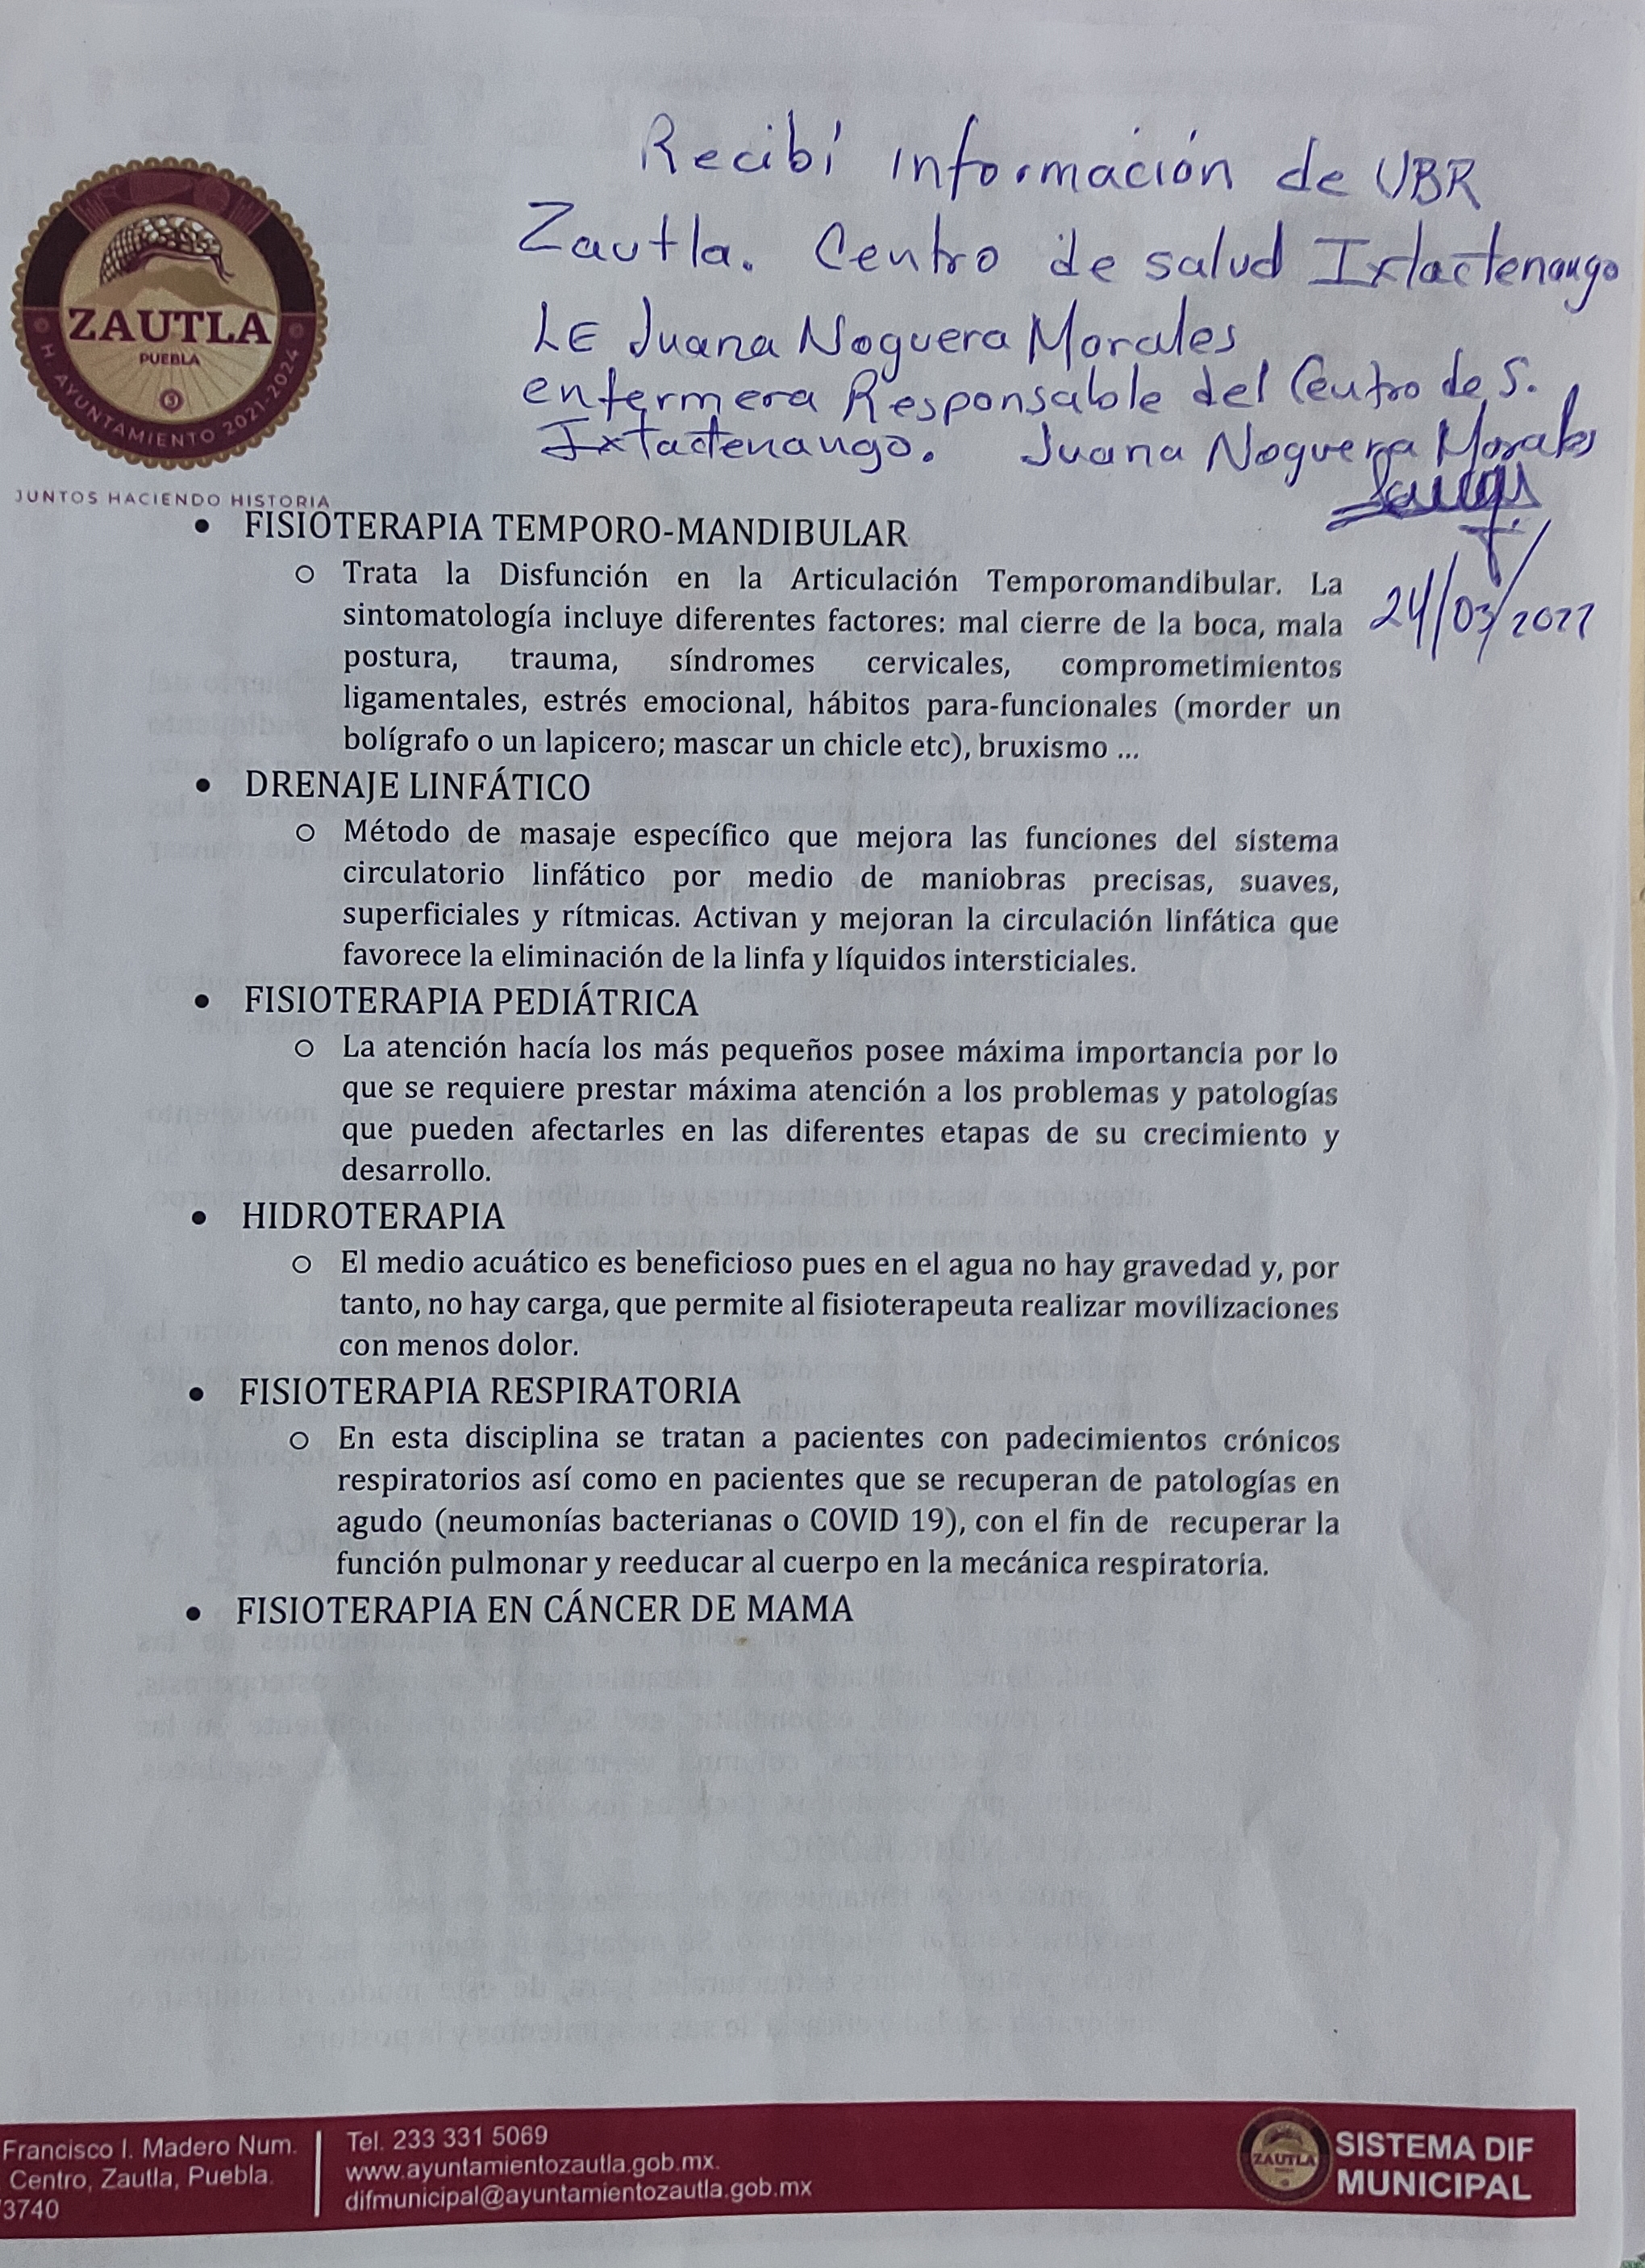 Recibí información de UBR
Zautla. Centro de salud Ixtactenango
LE Juana Noguera Morales
enfermera Responsable del Centro de S.
Ixtactenango. Juana Noguera Morales
24/03/2022
ZAUTLA
PUEBLA
H. AYUNTAMIENTO 2021-2024
JUNTOS HACIENDO HISTORIA
• FISIOTERAPIA TEMPORO-MANDIBULAR
o Trata la Disfunción en la Articulación Temporomandibular. La
sintomatología incluye diferentes factores: mal cierre de la boca, mala
postura, trauma, síndromes cervicales, comprometimientos
ligamentales, estrés emocional, hábitos para-funcionales (morder un
bolígrafo o un lapicero; mascar un chicle etc), bruxismo ...
• DRENAJE LINFÁTICO
o Método de masaje específico que mejora las funciones del sistema
circulatorio linfático por medio de maniobras precisas, suaves,
superficiales y rítmicas. Activan y mejoran la circulación linfática que
favorece la eliminación de la linfa y líquidos intersticiales.
• FISIOTERAPIA PEDIÁTRICA
o La atención hacía los más pequeños posee máxima importancia por lo
que se requiere prestar máxima atención a los problemas y patologías
que pueden afectarles en las diferentes etapas de su crecimiento y
desarrollo.
• HIDROTERAPIA
o El medio acuático es beneficioso pues en el agua no hay gravedad y, por
tanto, no hay carga, que permite al fisioterapeuta realizar movilizaciones
con menos dolor.
• FISIOTERAPIA RESPIRATORIA
o En esta disciplina se tratan a pacientes con padecimientos crónicos
respiratorios así como en pacientes que se recuperan de patologías en
agudo (neumonías bacterianas o COVID 19), con el fin de recuperar la
función pulmonar y reeducar al cuerpo en la mecánica respiratoria.
• FISIOTERAPIA EN CÁNCER DE MAMA
Francisco I. Madero Num.
Centro, Zautla, Puebla.
3740
Tel. 233 331 5069
www.ayuntamientozautla.gob.mx.
difmunicipal@ayuntamientozautla.gob.mx
ZAUTLA
SISTEMA DIF
MUNICIPAL